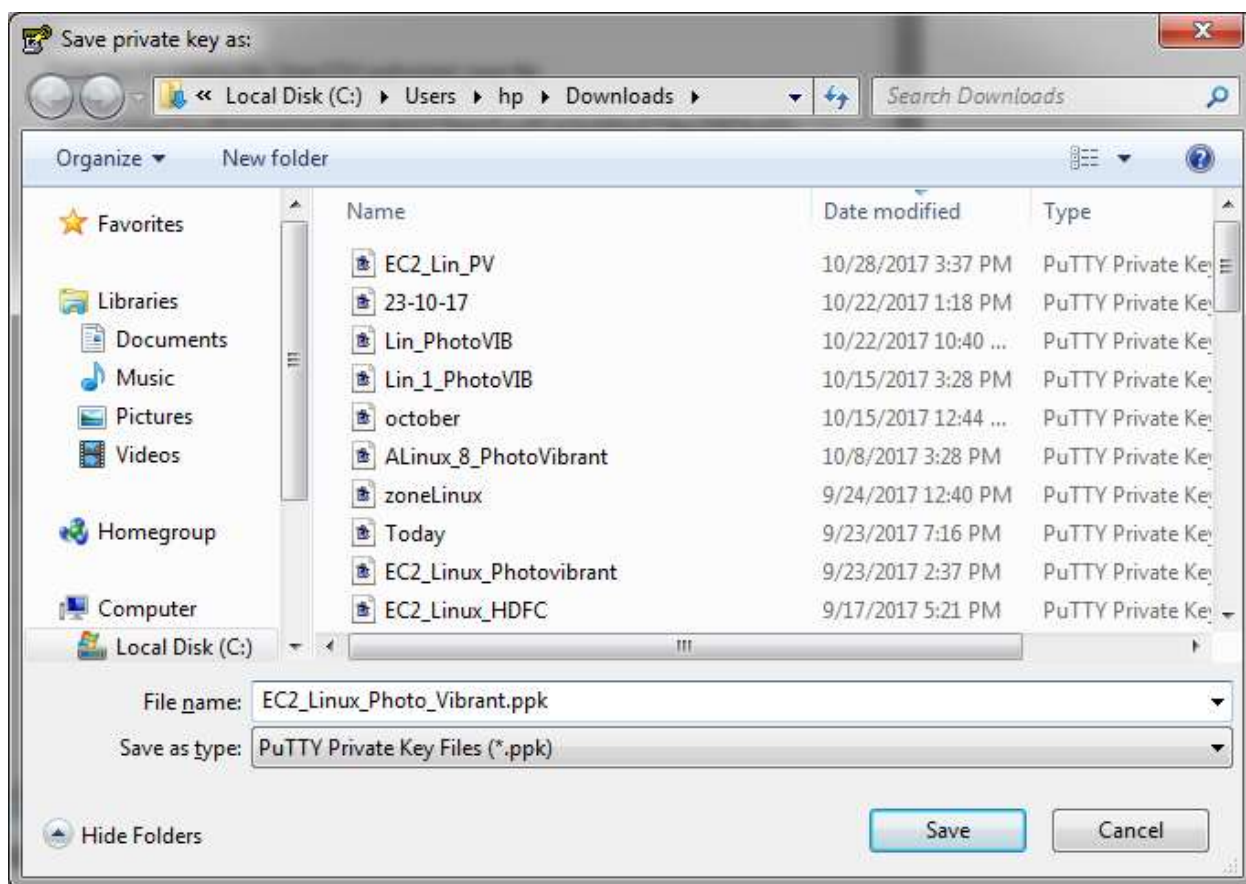 Save private key as:
« Local Disk (C:) ▸ Users ▸ hp ▸ Downloads ▸ Search Downloads
Organize New folder
Name Date modified Type
Favorites
Libraries
Documents
Music
Pictures
Videos
Homegroup
Computer
Local Disk (C:)
EC2_Lin_PV 10/28/2017 3:37 PM PuTTY Private Key
23-10-17 10/22/2017 1:18 PM PuTTY Private Key
Lin_PhotoVIB 10/22/2017 10:40 ... PuTTY Private Key
Lin_1_PhotoVIB 10/15/2017 3:28 PM PuTTY Private Key
october 10/15/2017 12:44 ... PuTTY Private Key
ALinux_8_PhotoVibrant 10/8/2017 3:28 PM PuTTY Private Key
zoneLinux 9/24/2017 12:40 PM PuTTY Private Key
Today 9/23/2017 7:16 PM PuTTY Private Key
EC2_Linux_Photovibrant 9/23/2017 2:37 PM PuTTY Private Key
EC2_Linux_HDFC 9/17/2017 5:21 PM PuTTY Private Key
File name: EC2_Linux_Photo_Vibrant.ppk
Save as type: PuTTY Private Key Files (*.ppk)
Hide Folders Save Cancel